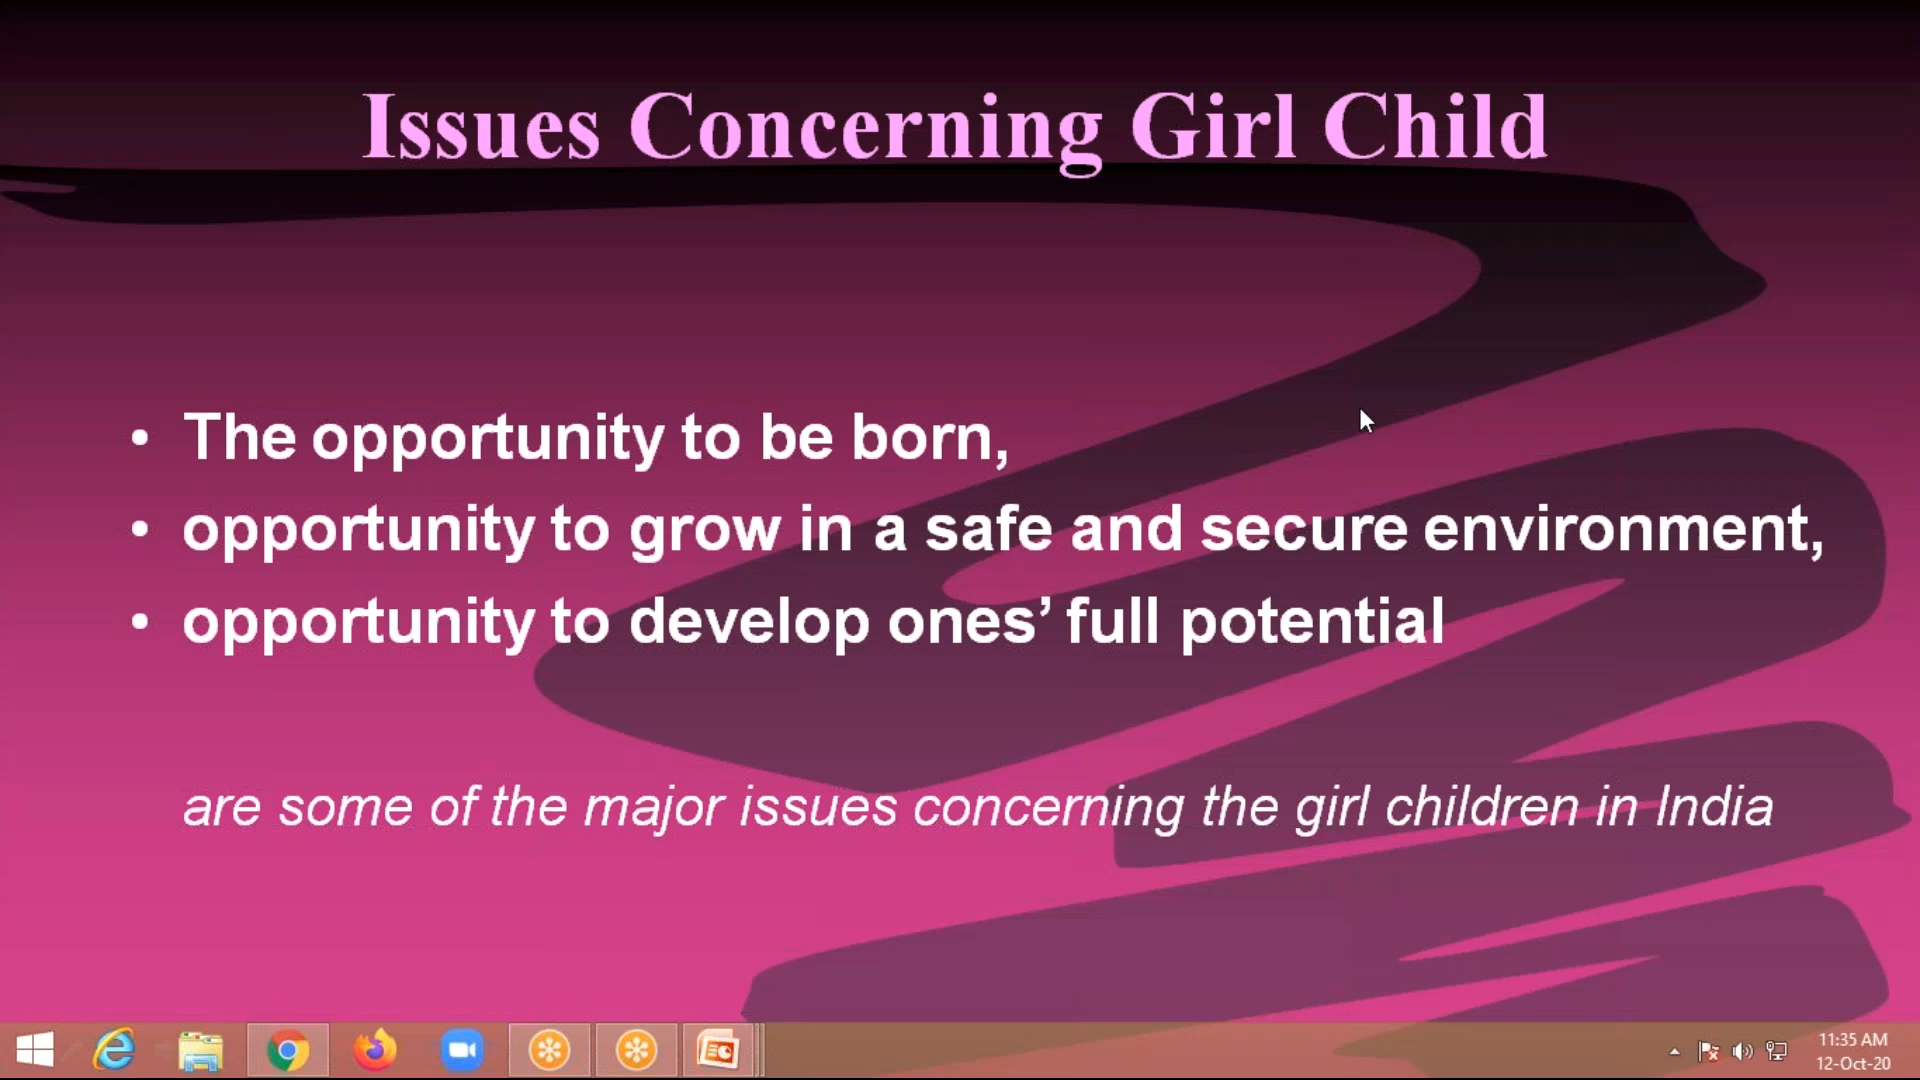 Issues Concerning Girl Child
• The opportunity to be born,
• opportunity to grow in a safe and secure environment,
• opportunity to develop ones’ full potential
are some of the major issues concerning the girl children in India
11:35 AM
12-Oct-20